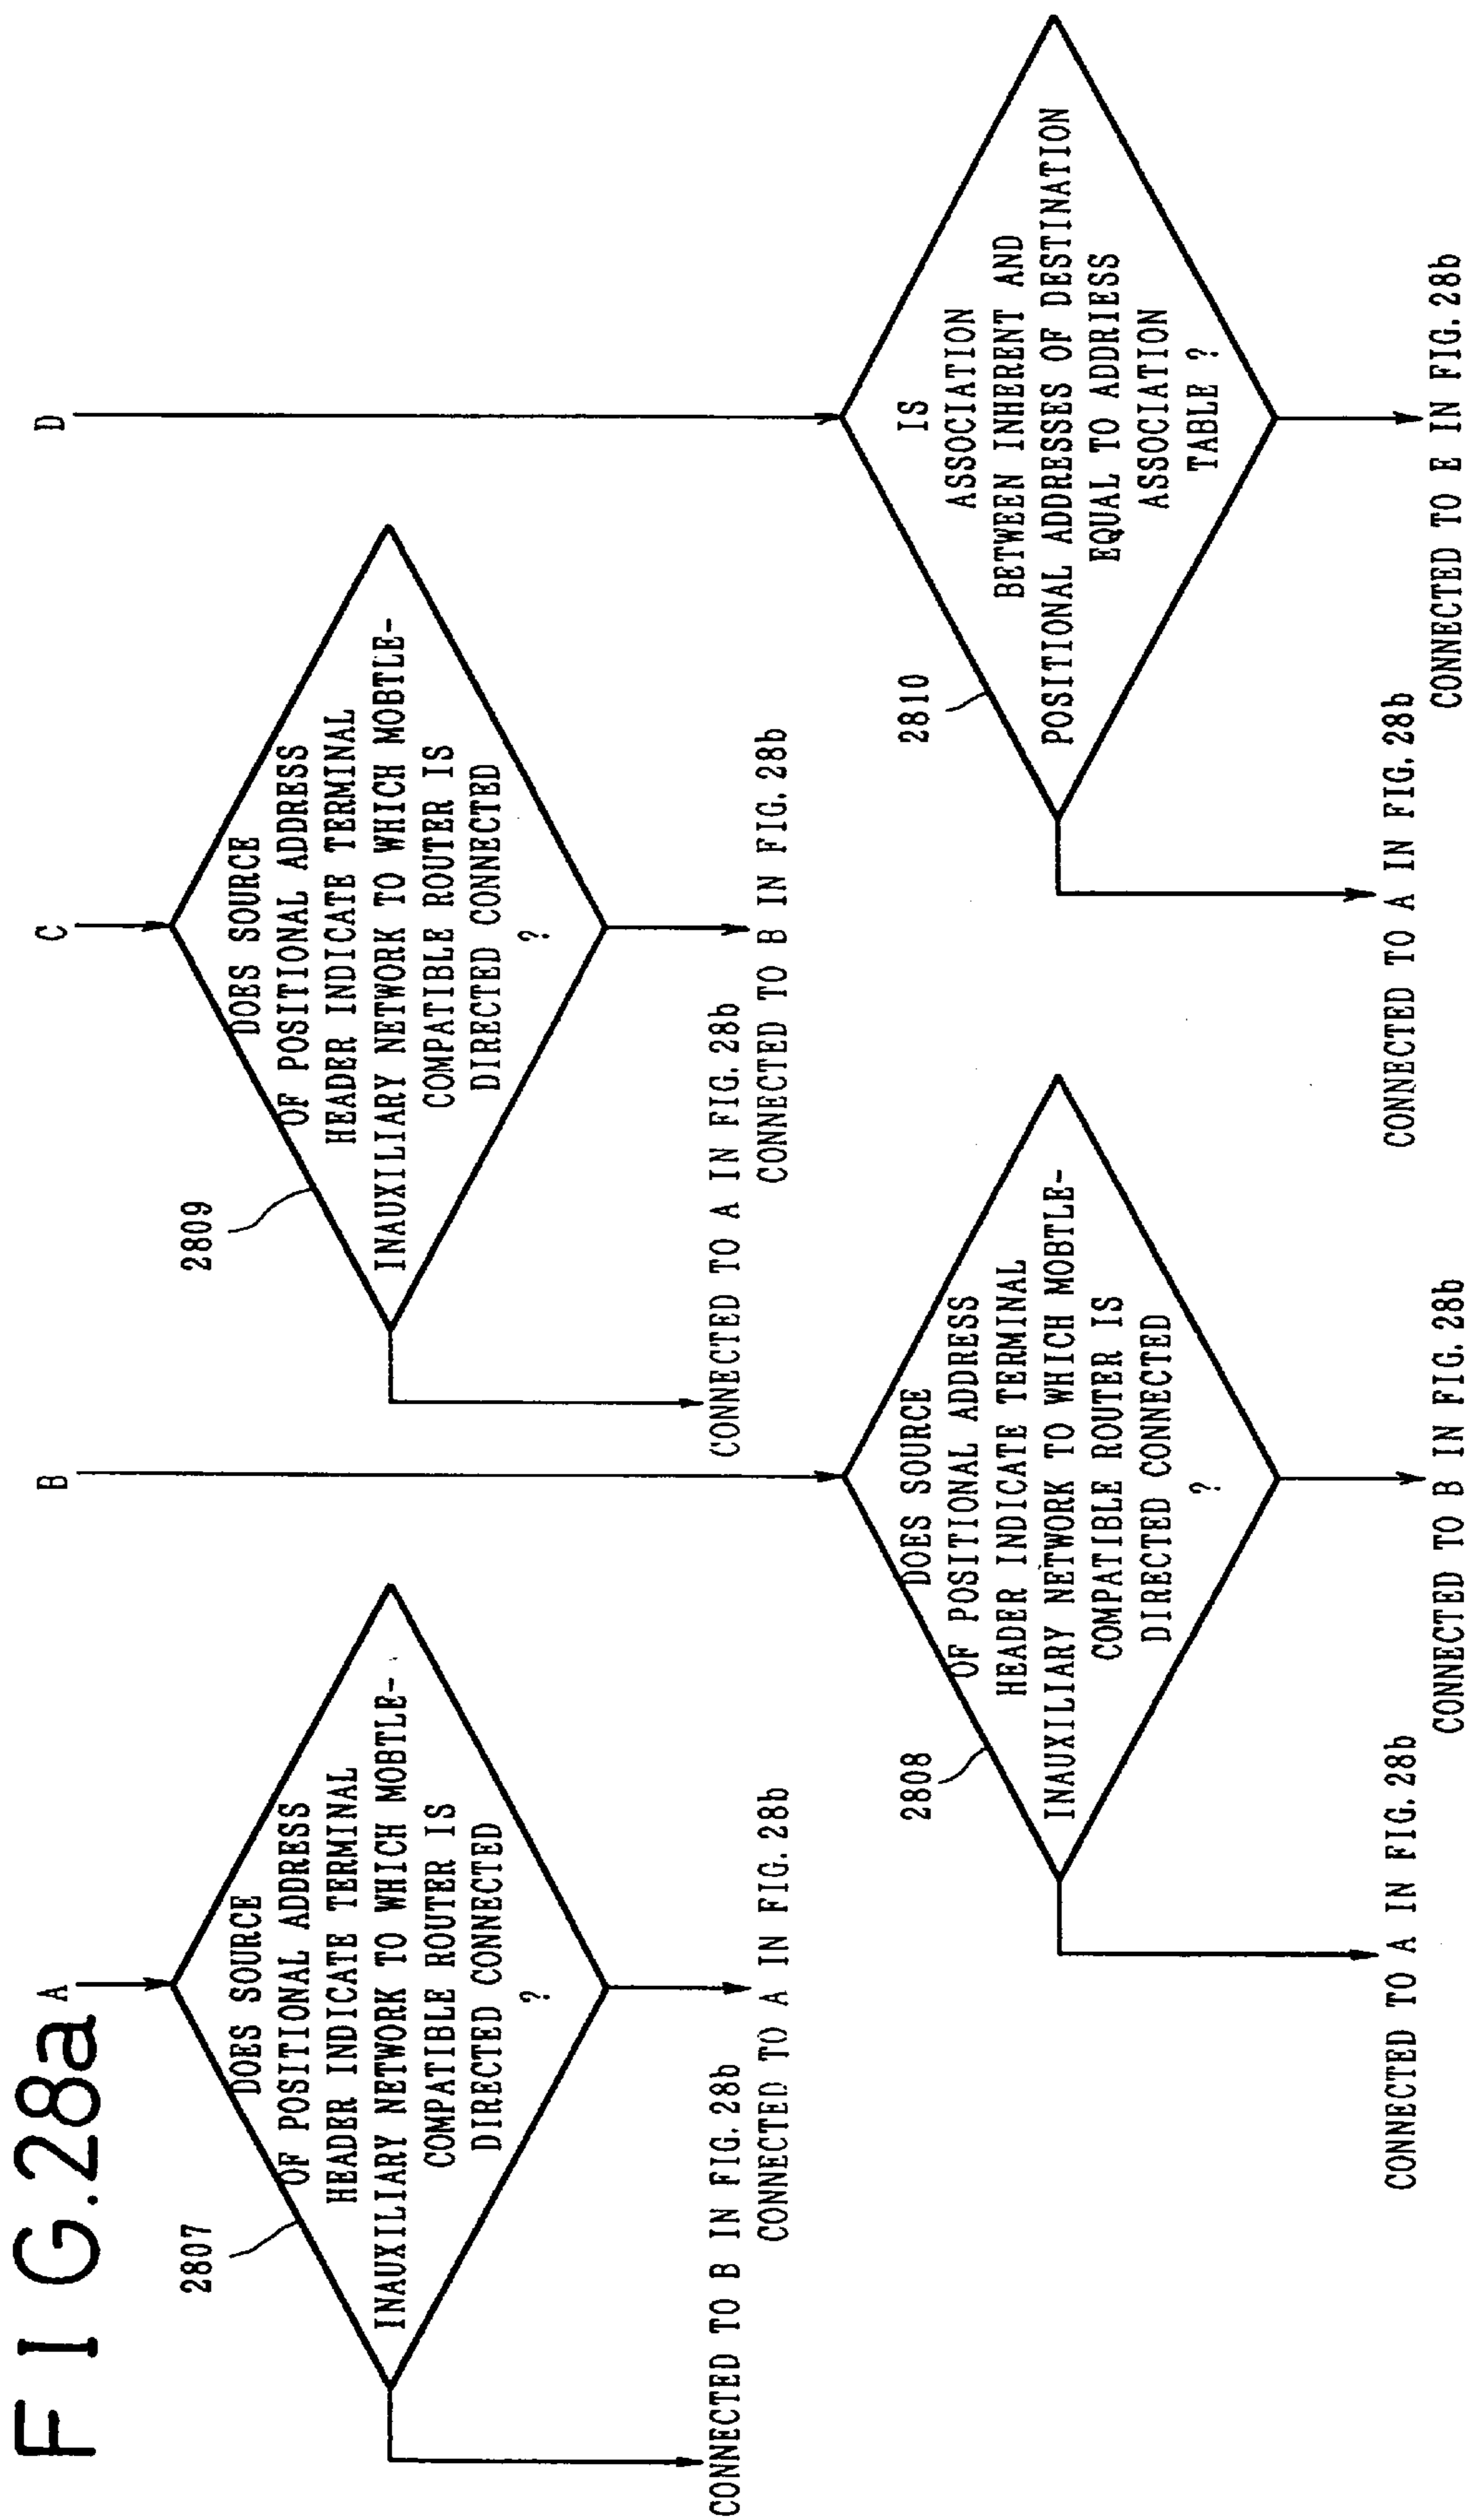 FIG.28a
A
2807
DOES SOURCE
OF POSITIONAL ADDRESS
HEADER INDICATE TERMINAL
INAUXILIARY NETWORK TO WHICH MOBTLE-
COMPATIBLE ROUTER IS
DIRECTED CONNECTED
?
CONNECTED TO B IN FIG. 28b
CONNECTED TO A IN FIG. 28b
B
2808
DOES SOURCE
OF POSITIONAL ADDRESS
HEADER INDICATE TERMINAL
INAUXILIARY NETWORK TO WHICH MOBTLE-
COMPATIBLE ROUTER IS
DIRECTED CONNECTED
?
CONNECTED TO A IN FIG. 28b
CONNECTED TO B IN FIG. 28b
C
2809
DOES SOURCE
OF POSITIONAL ADDRESS
HEADER INDICATE TERMINAL
INAUXILIARY NETWORK TO WHICH MOBTLE-
COMPATIBLE ROUTER IS
DIRECTED CONNECTED
?
CONNECTED TO A IN FIG. 28b
CONNECTED TO B IN FIG. 28b
D
2810
IS
ASSOCIATION
BETWEEN INHERENT AND
POSITIONAL ADDRESSES OF DESTINATION
EQUAL TO ADDRIESS
ASSOCIATION
TABLE ?
CONNECTED TO A IN FIG. 28b
CONNECTED TO E IN FIG. 28b